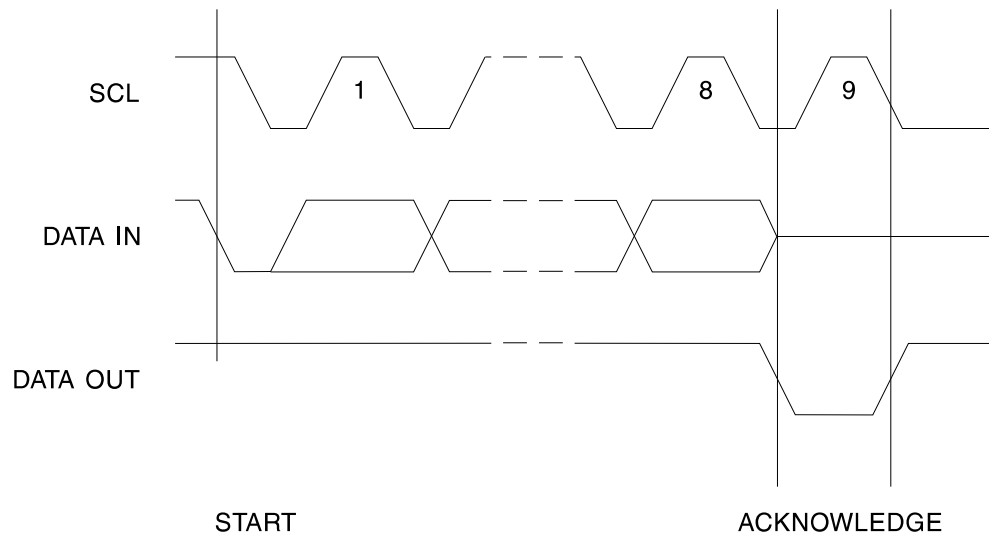 SCL
1
8
9
DATA IN
DATA OUT
START
ACKNOWLEDGE